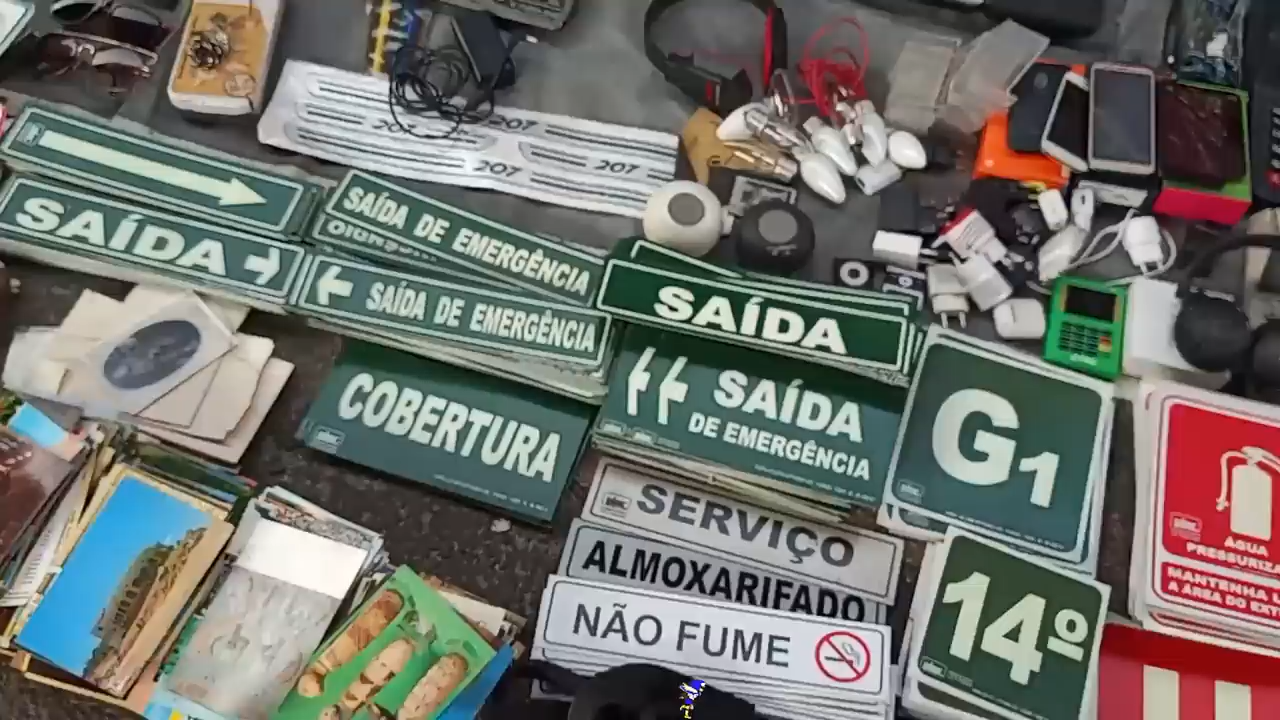 207
207
207
207
SAÍDA
SAÍDA DE EMERGÊNCIA
SAÍDA DE EMERGÊNCIA
SAÍDA
COBERTURA
SAÍDA
DE EMERGÊNCIA
G1
SERVIÇO
ALMOXARIFADO
NÃO FUME
14º
ÁGUA
MANTENHA
A ÁREA DO